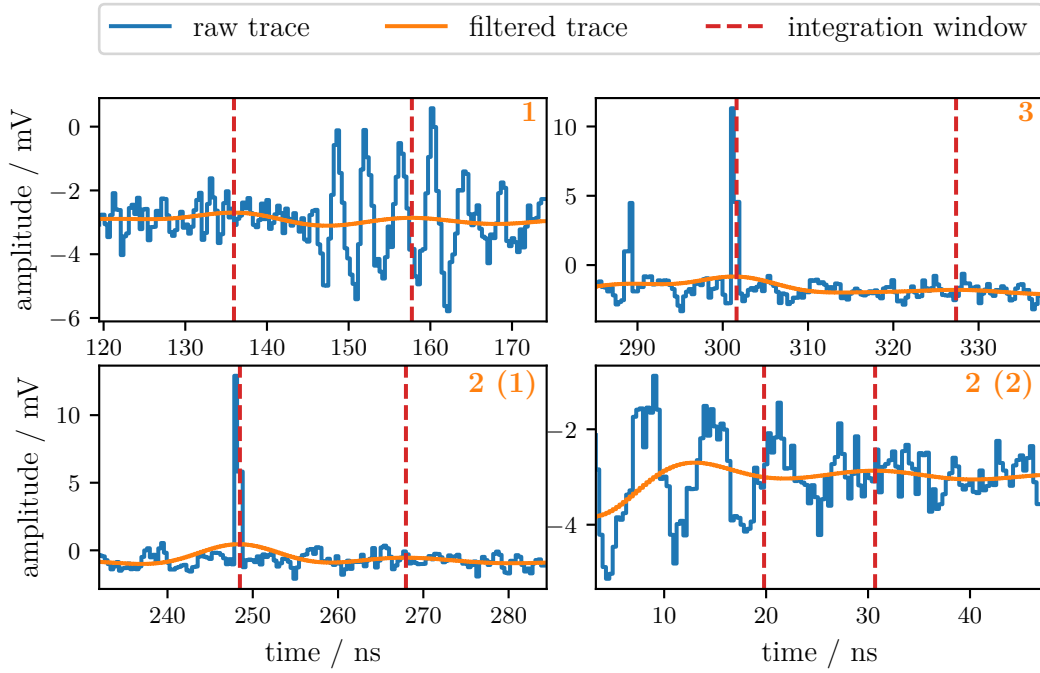 raw trace filtered trace integration window
1
0
−2
−4
−6
amplitude / mV
120 130 140 150 160 170
3
10
5
0
290 300 310 320 330
2 (1)
10
5
0
amplitude / mV
240 250 260 270 280
time / ns
2 (2)
−2
−4
10 20 30 40
time / ns